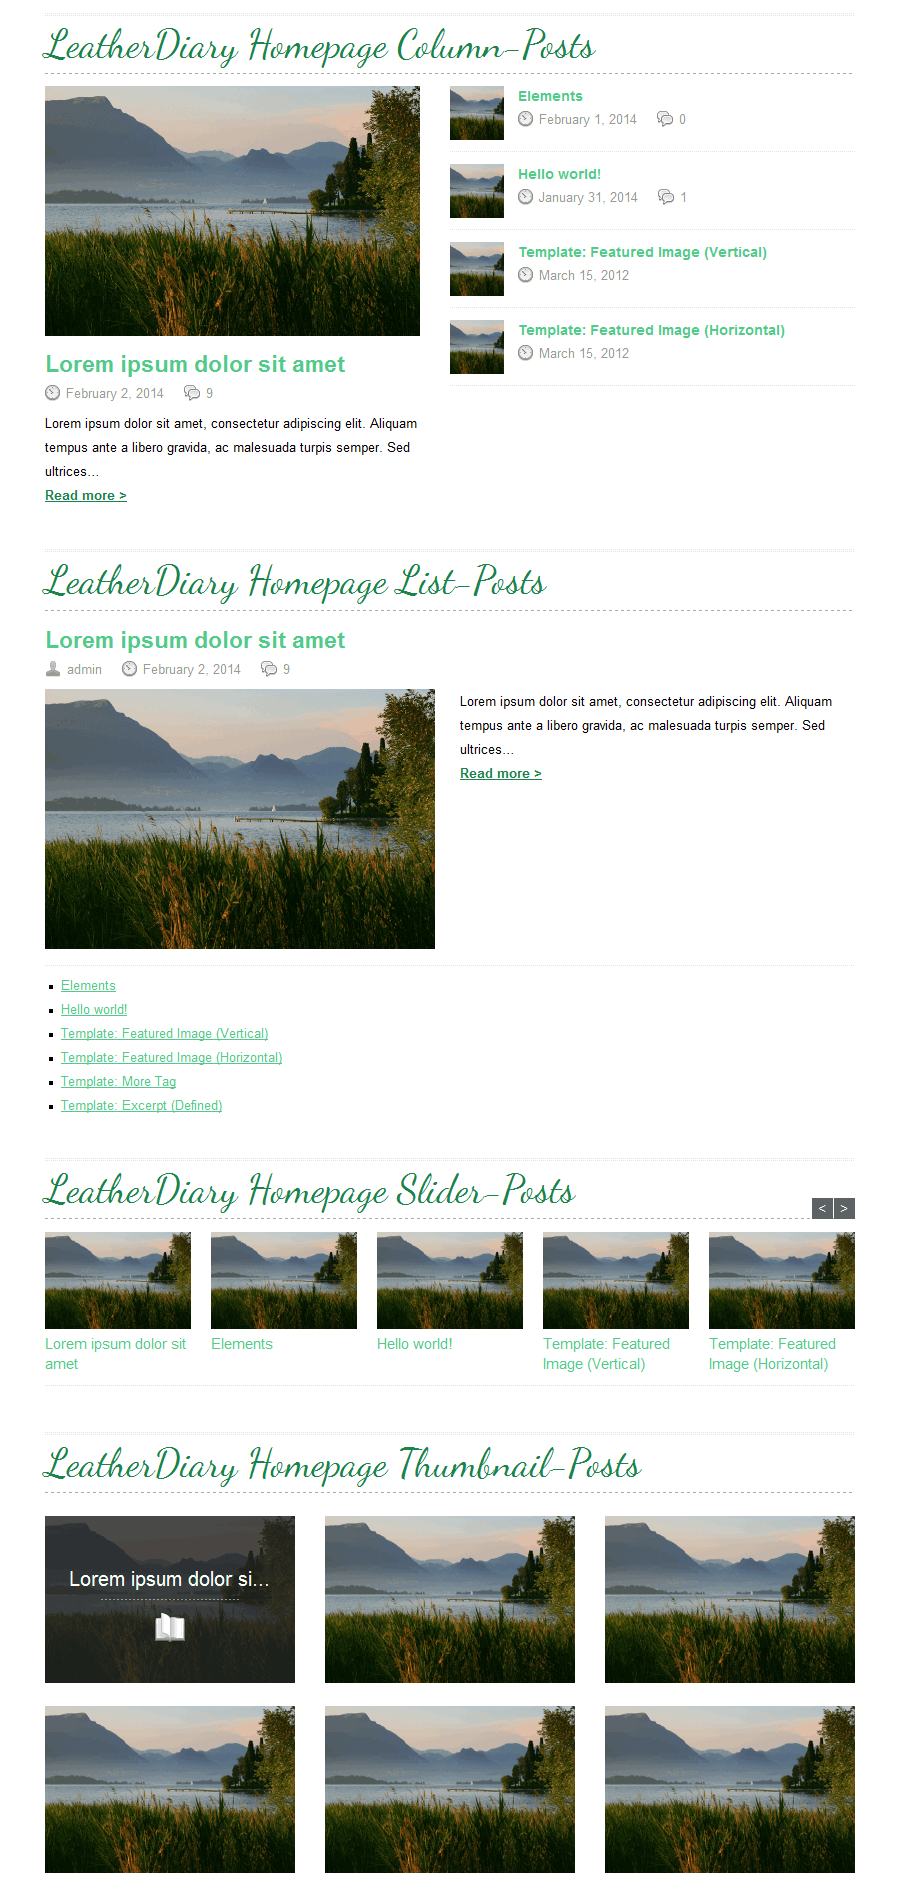 LeatherDiary Homepage Column-Posts
Lorem ipsum dolor sit amet
February 2, 2014 9
Lorem ipsum dolor sit amet, consectetur adipiscing elit. Aliquam
tempus ante a libero gravida, ac malesuada turpis semper. Sed
ultrices...
Read more >
Elements
February 1, 2014 0
Hello world!
January 31, 2014 1
Template: Featured Image (Vertical)
March 15, 2012
Template: Featured Image (Horizontal)
March 15, 2012
LeatherDiary Homepage List-Posts
Lorem ipsum dolor sit amet
admin February 2, 2014 9
Lorem ipsum dolor sit amet, consectetur adipiscing elit. Aliquam
tempus ante a libero gravida, ac malesuada turpis semper. Sed
ultrices...
Read more >
Elements
Hello world!
Template: Featured Image (Vertical)
Template: Featured Image (Horizontal)
Template: More Tag
Template: Excerpt (Defined)
LeatherDiary Homepage Slider-Posts
< >
Lorem ipsum dolor sit
amet
Elements
Hello world!
Template: Featured
Image (Vertical)
Template: Featured
Image (Horizontal)
LeatherDiary Homepage Thumbnail-Posts
Lorem ipsum dolor si...